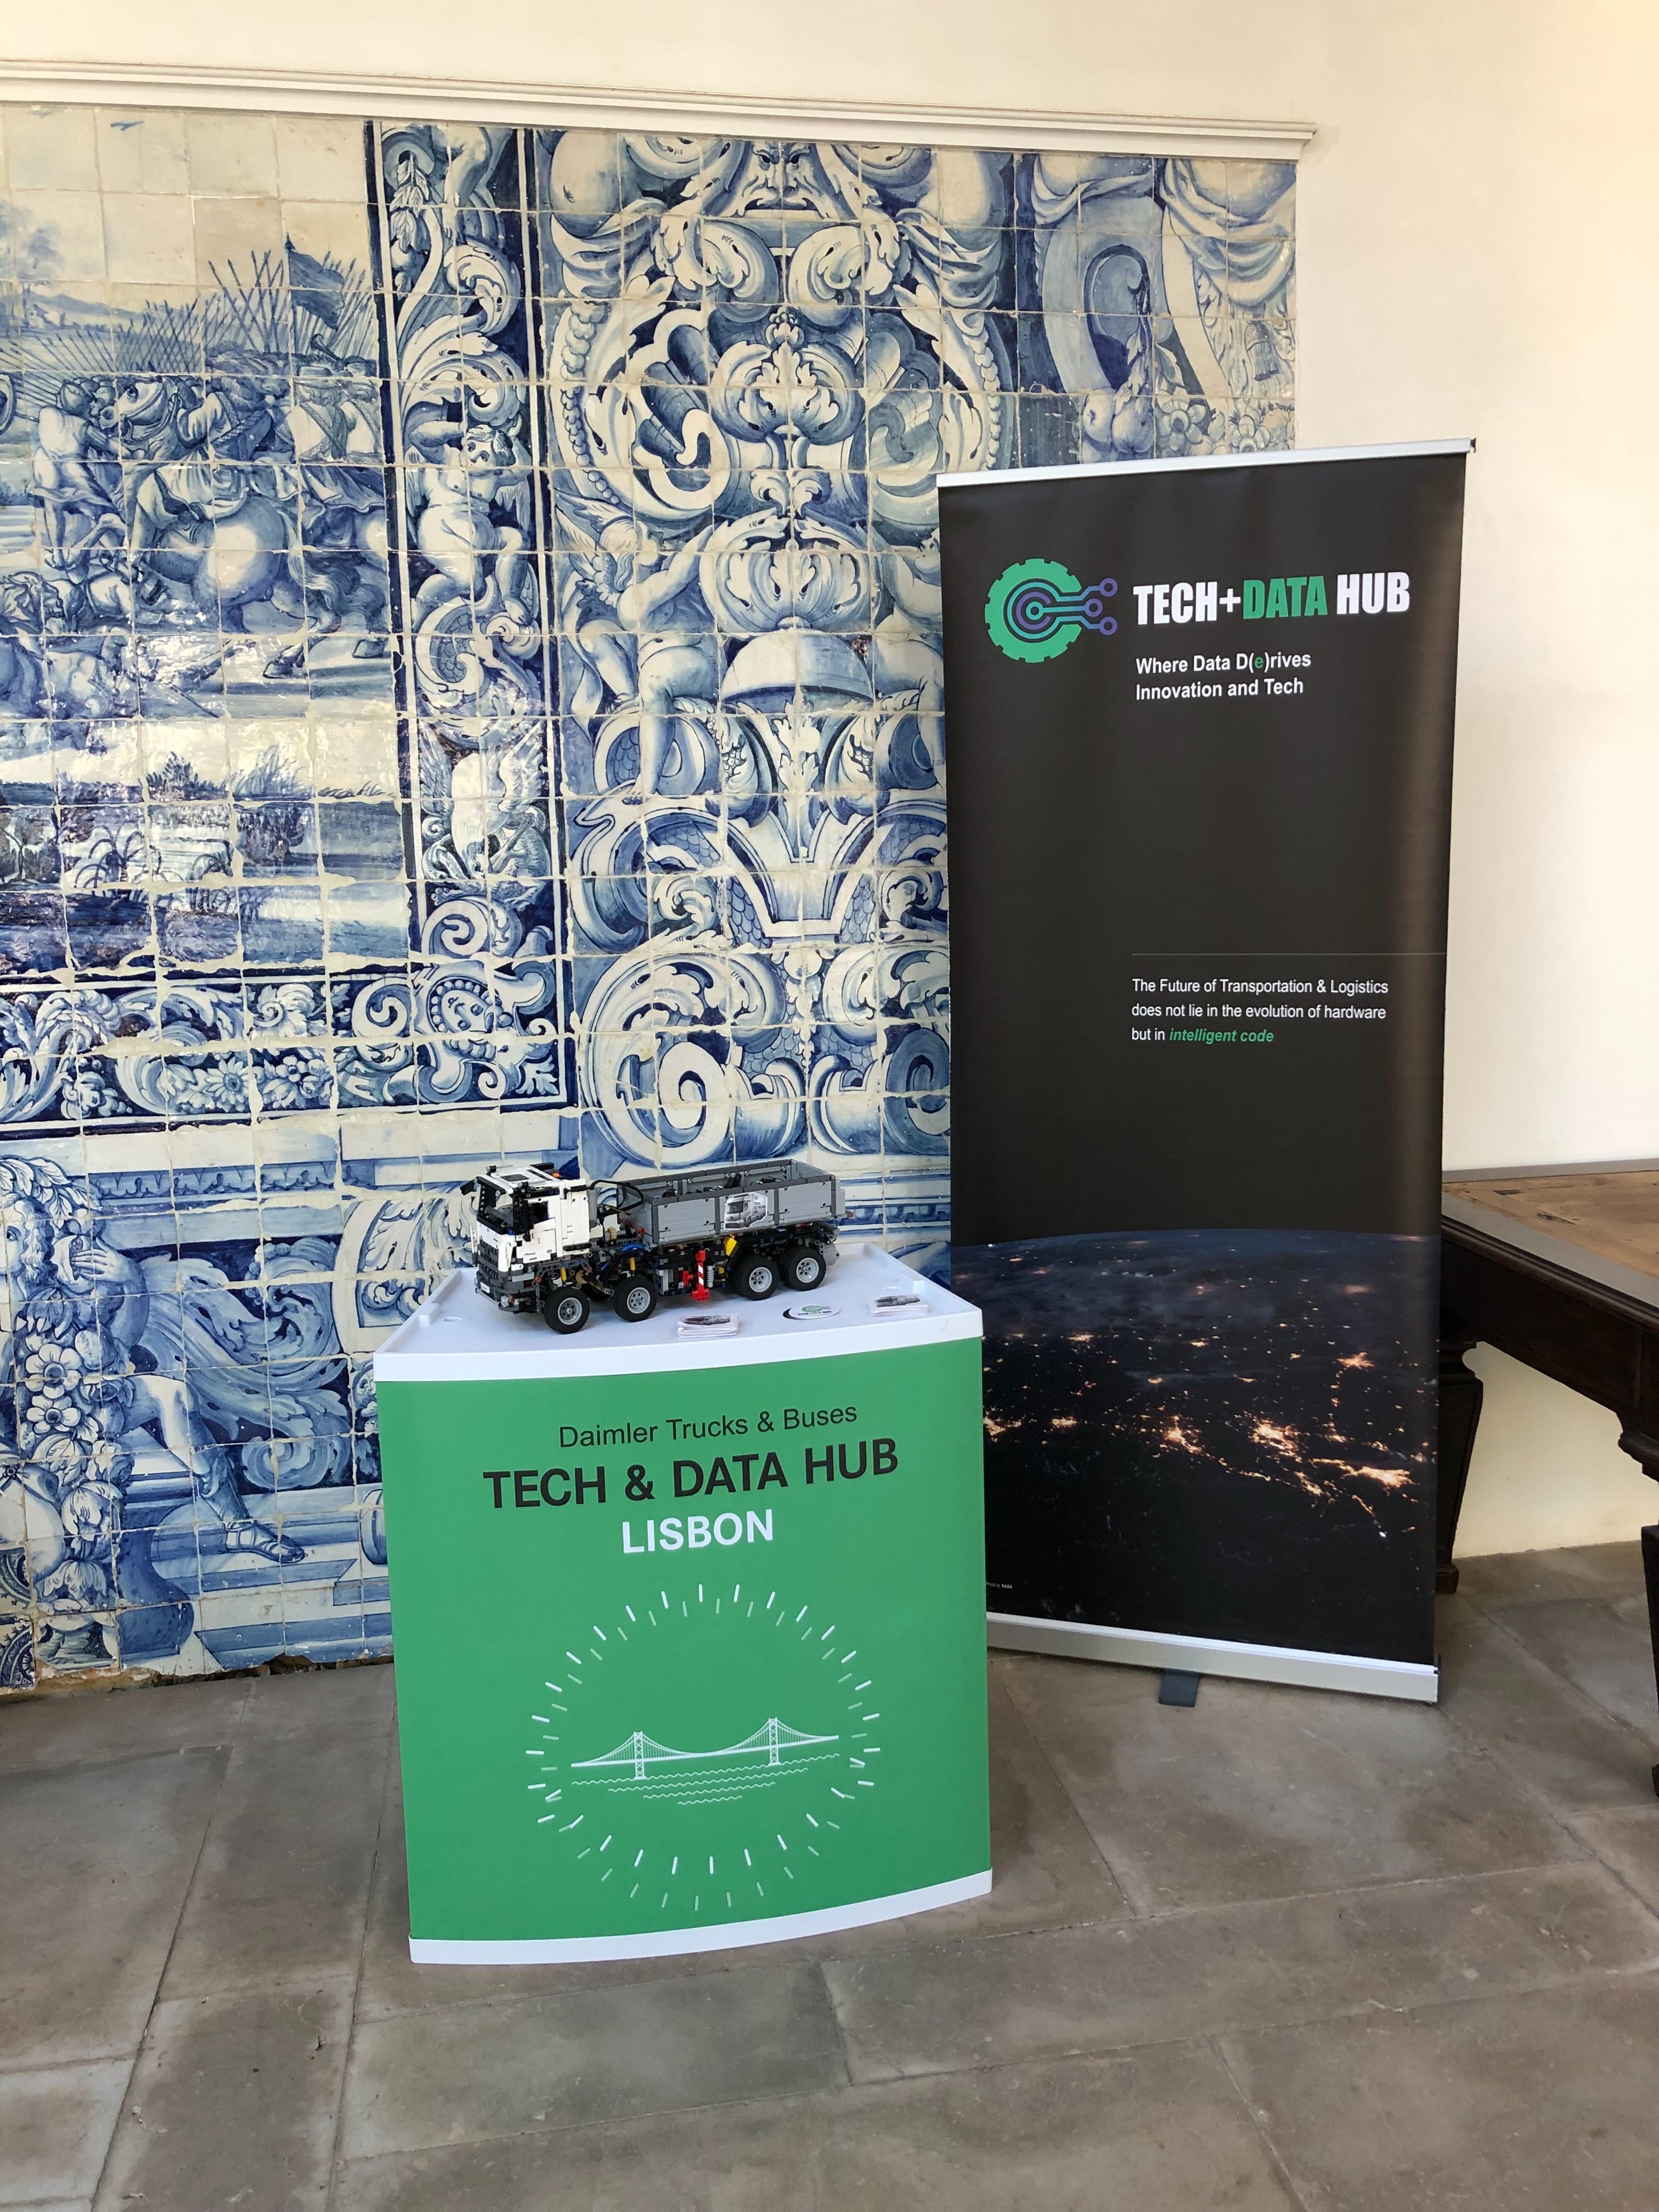 TECH+DATA HUB
Where Data D(e)rives
Innovation and Tech
The Future of Transportation & Logistics
does not lie in the evolution of hardware
but in intelligent code
Daimler Trucks & Buses
TECH & DATA HUB
LISBON